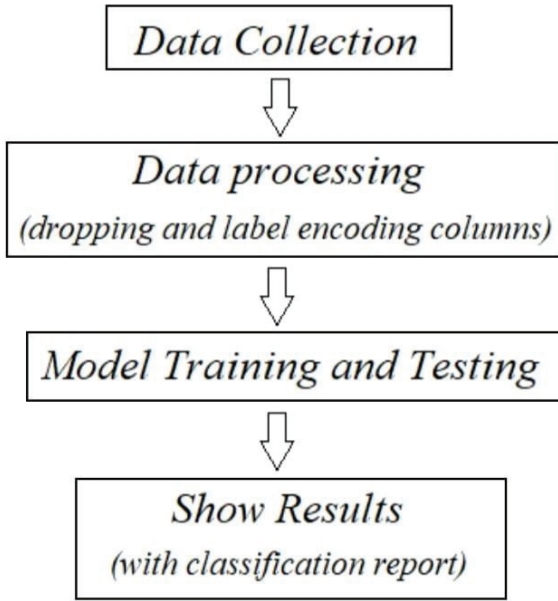 Data Collection
Data processing
(dropping and label encoding columns)
Model Training and Testing
Show Results
(with classification report)